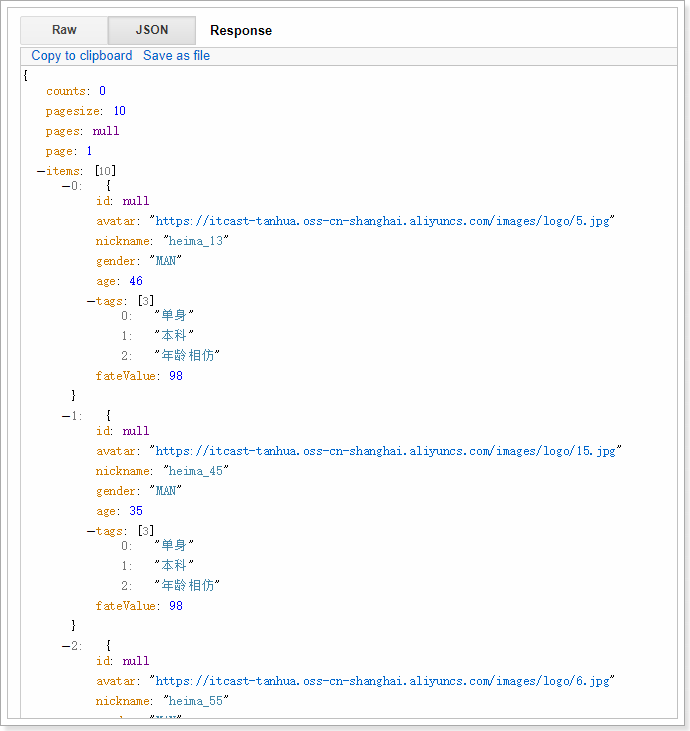 Raw JSON Response
Copy to clipboard Save as file
{
counts: 0
pagesize: 10
pages: null
page: 1
−items: [10]
−0: {
id: null
avatar: "https://itcast-tanhua.oss-cn-shanghai.aliyuncs.com/images/logo/5.jpg"
nickname: "heima_13"
gender: "MAN"
age: 46
−tags: [3]
0: "单身"
1: "本科"
2: "年龄相仿"
fateValue: 98
}
−1: {
id: null
avatar: "https://itcast-tanhua.oss-cn-shanghai.aliyuncs.com/images/logo/15.jpg"
nickname: "heima_45"
gender: "MAN"
age: 35
−tags: [3]
0: "单身"
1: "本科"
2: "年龄相仿"
fateValue: 98
}
−2: {
id: null
avatar: "https://itcast-tanhua.oss-cn-shanghai.aliyuncs.com/images/logo/6.jpg"
nickname: "heima_55"